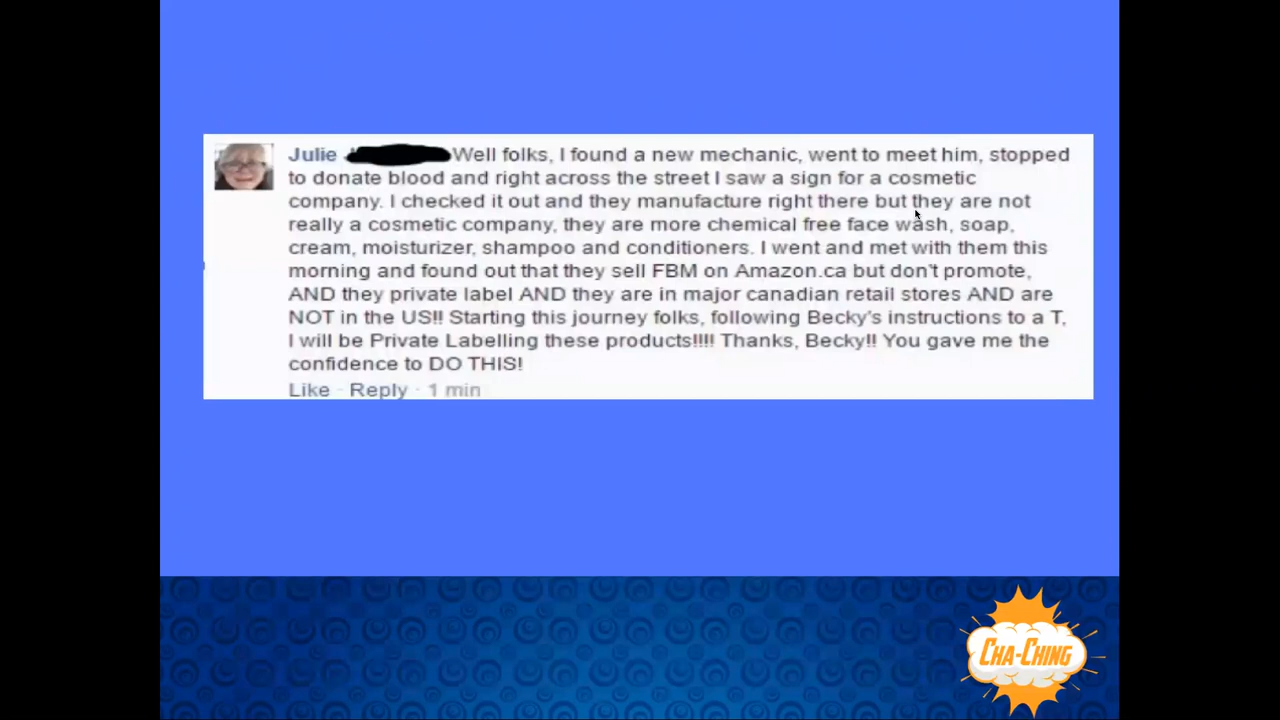 Julie Well folks, I found a new mechanic, went to meet him, stopped
to donate blood and right across the street I saw a sign for a cosmetic
company. I checked it out and they manufacture right there but they are not
really a cosmetic company, they are more chemical free face wash, soap,
cream, moisturizer, shampoo and conditioners. I went and met with them this
morning and found out that they sell FBM on Amazon.ca but don't promote,
AND they private label AND they are in major canadian retail stores AND are
NOT in the US!! Starting this journey folks, following Becky's instructions to a T,
I will be Private Labelling these products!!!! Thanks, Becky!! You gave me the
confidence to DO THIS!
Like · Reply · 1 min
CHA-CHING